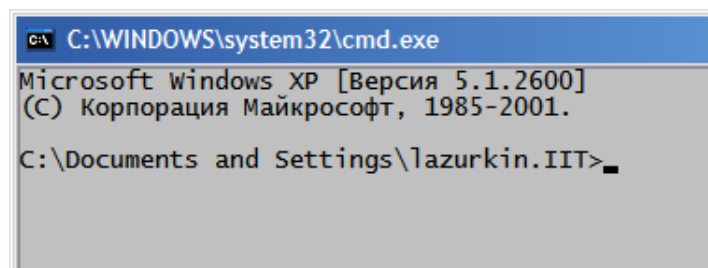 C:\WINDOWS\system32\cmd.exe
Microsoft Windows XP [Версия 5.1.2600]
(С) Корпорация Майкрософт, 1985-2001.
C:\Documents and Settings\lazurkin.IIT>